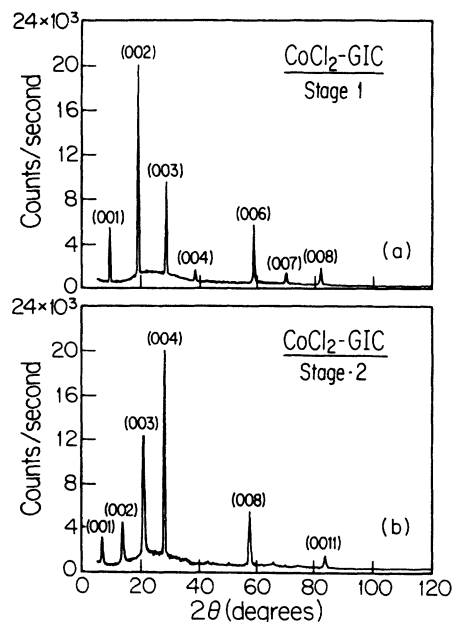 24×10³
20
16
12
8
4
0
Counts/second
(001)
(002)
(003)
(004)
(006)
(007)
(008)
CoCl₂-GIC
Stage 1
(a)
24×10³
20
16
12
8
4
0
Counts/second
(001)
(002)
(003)
(004)
(008)
(0011)
CoCl₂-GIC
Stage·2
(b)
0 20 40 60 80 100 120
2θ (degrees)